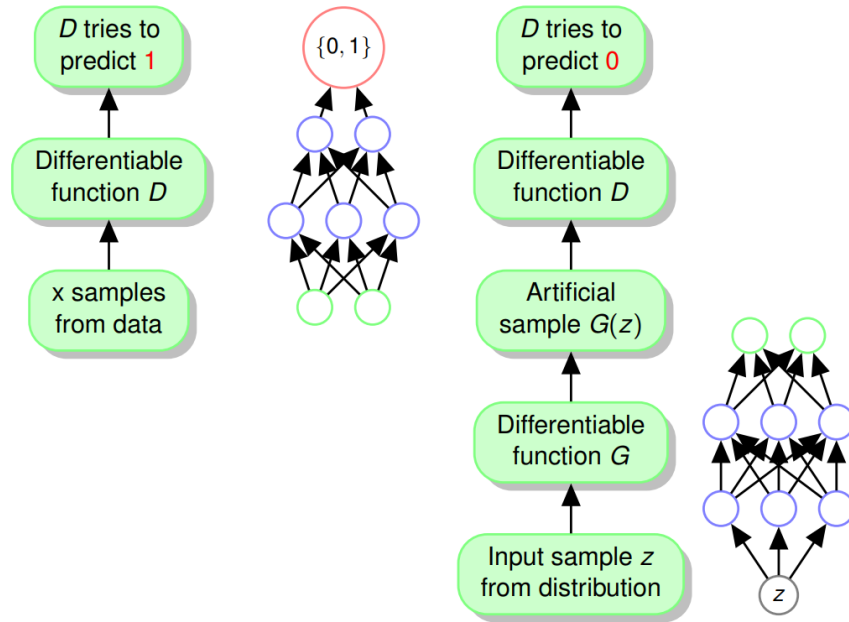 D tries to
predict 1
Differentiable
function D
x samples
from data
{0, 1}
D tries to
predict 0
Differentiable
function D
Artificial
sample G(z)
Differentiable
function G
Input sample z
from distribution
z